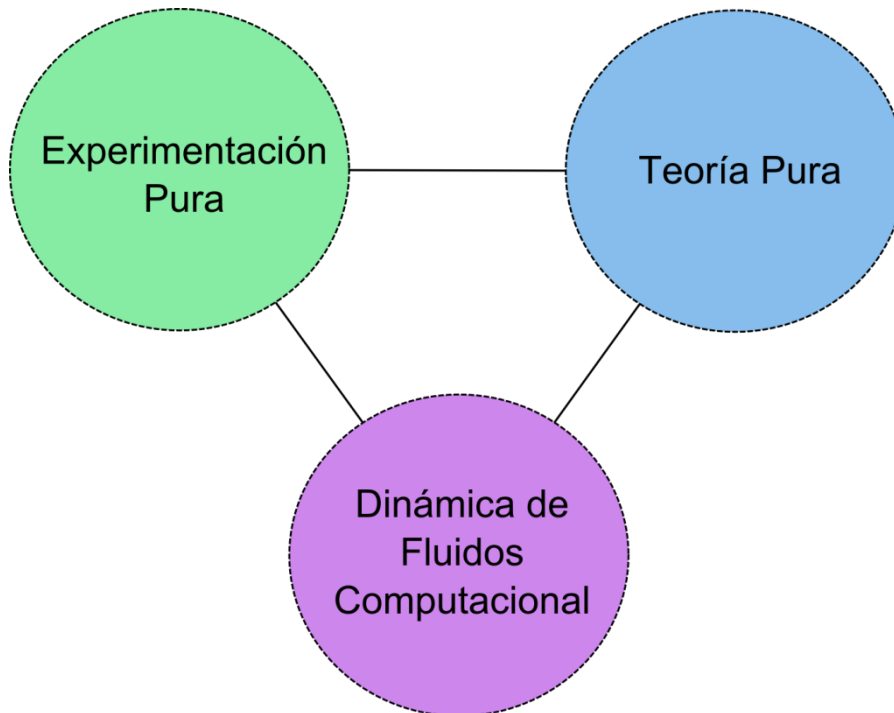 Experimentación
Pura
Teoría Pura
Dinámica de
Fluidos
Computacional